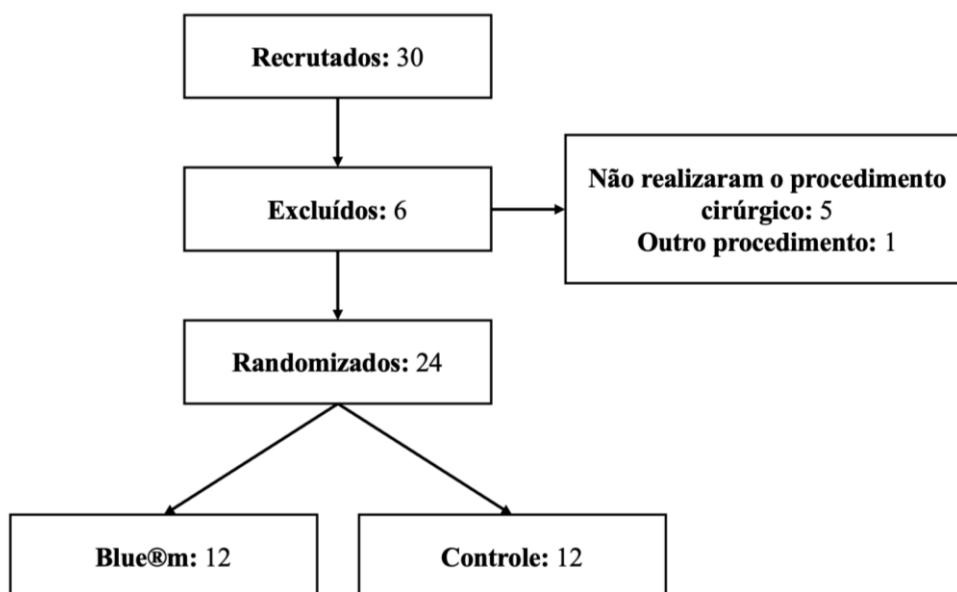 Recrutados: 30
Excluídos: 6
Não realizaram o procedimento
cirúrgico: 5
Outro procedimento: 1
Randomizados: 24
Blue®m: 12
Controle: 12